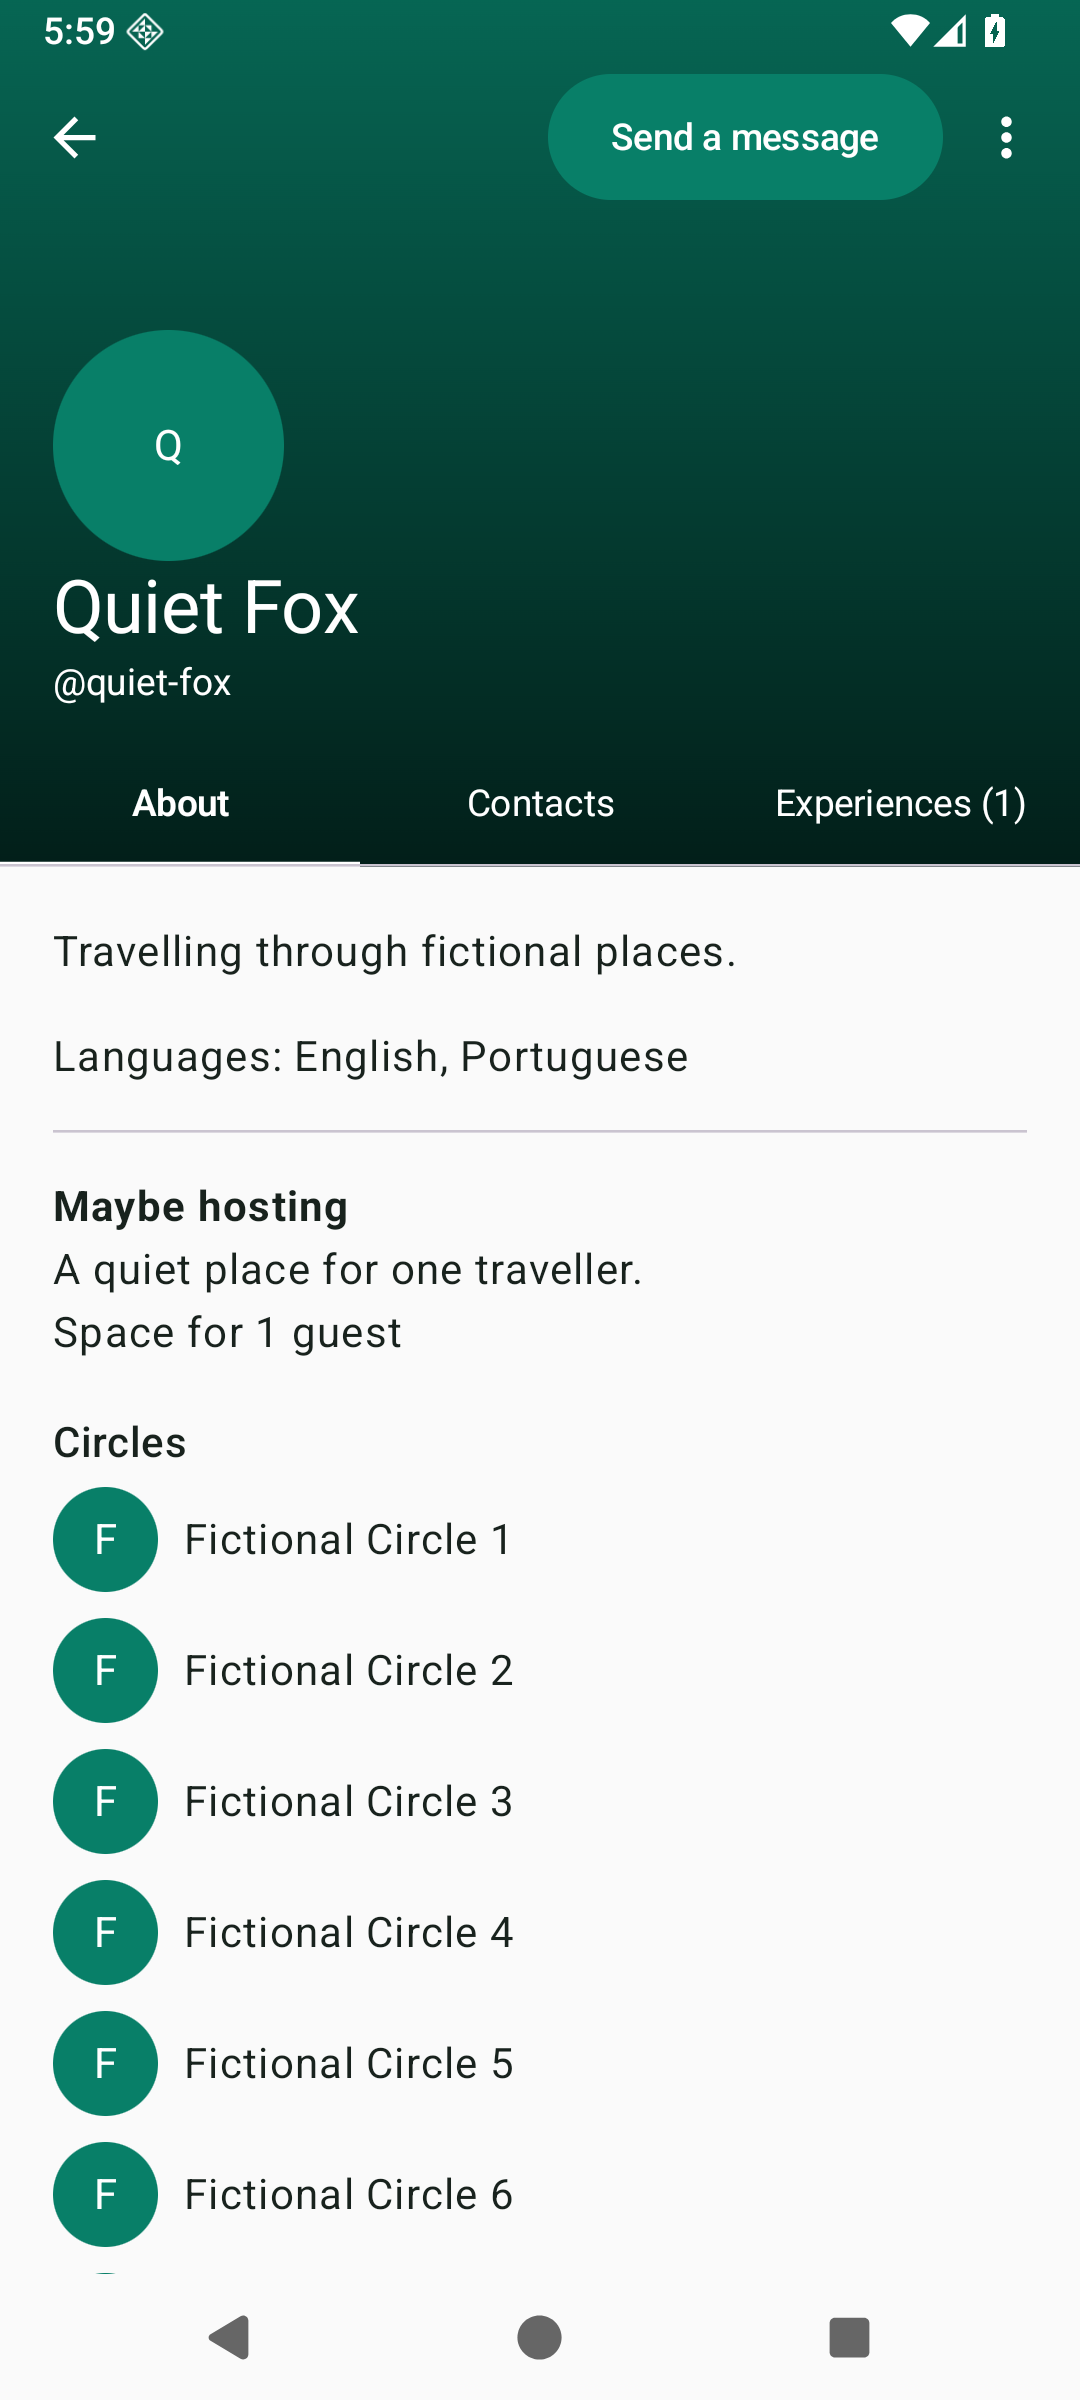 5:59
Send a message
Q
Quiet Fox
@quiet-fox
About
Contacts
Experiences (1)
Travelling through fictional places.
Languages: English, Portuguese
Maybe hosting
A quiet place for one traveller.
Space for 1 guest
Circles
F Fictional Circle 1
F Fictional Circle 2
F Fictional Circle 3
F Fictional Circle 4
F Fictional Circle 5
F Fictional Circle 6